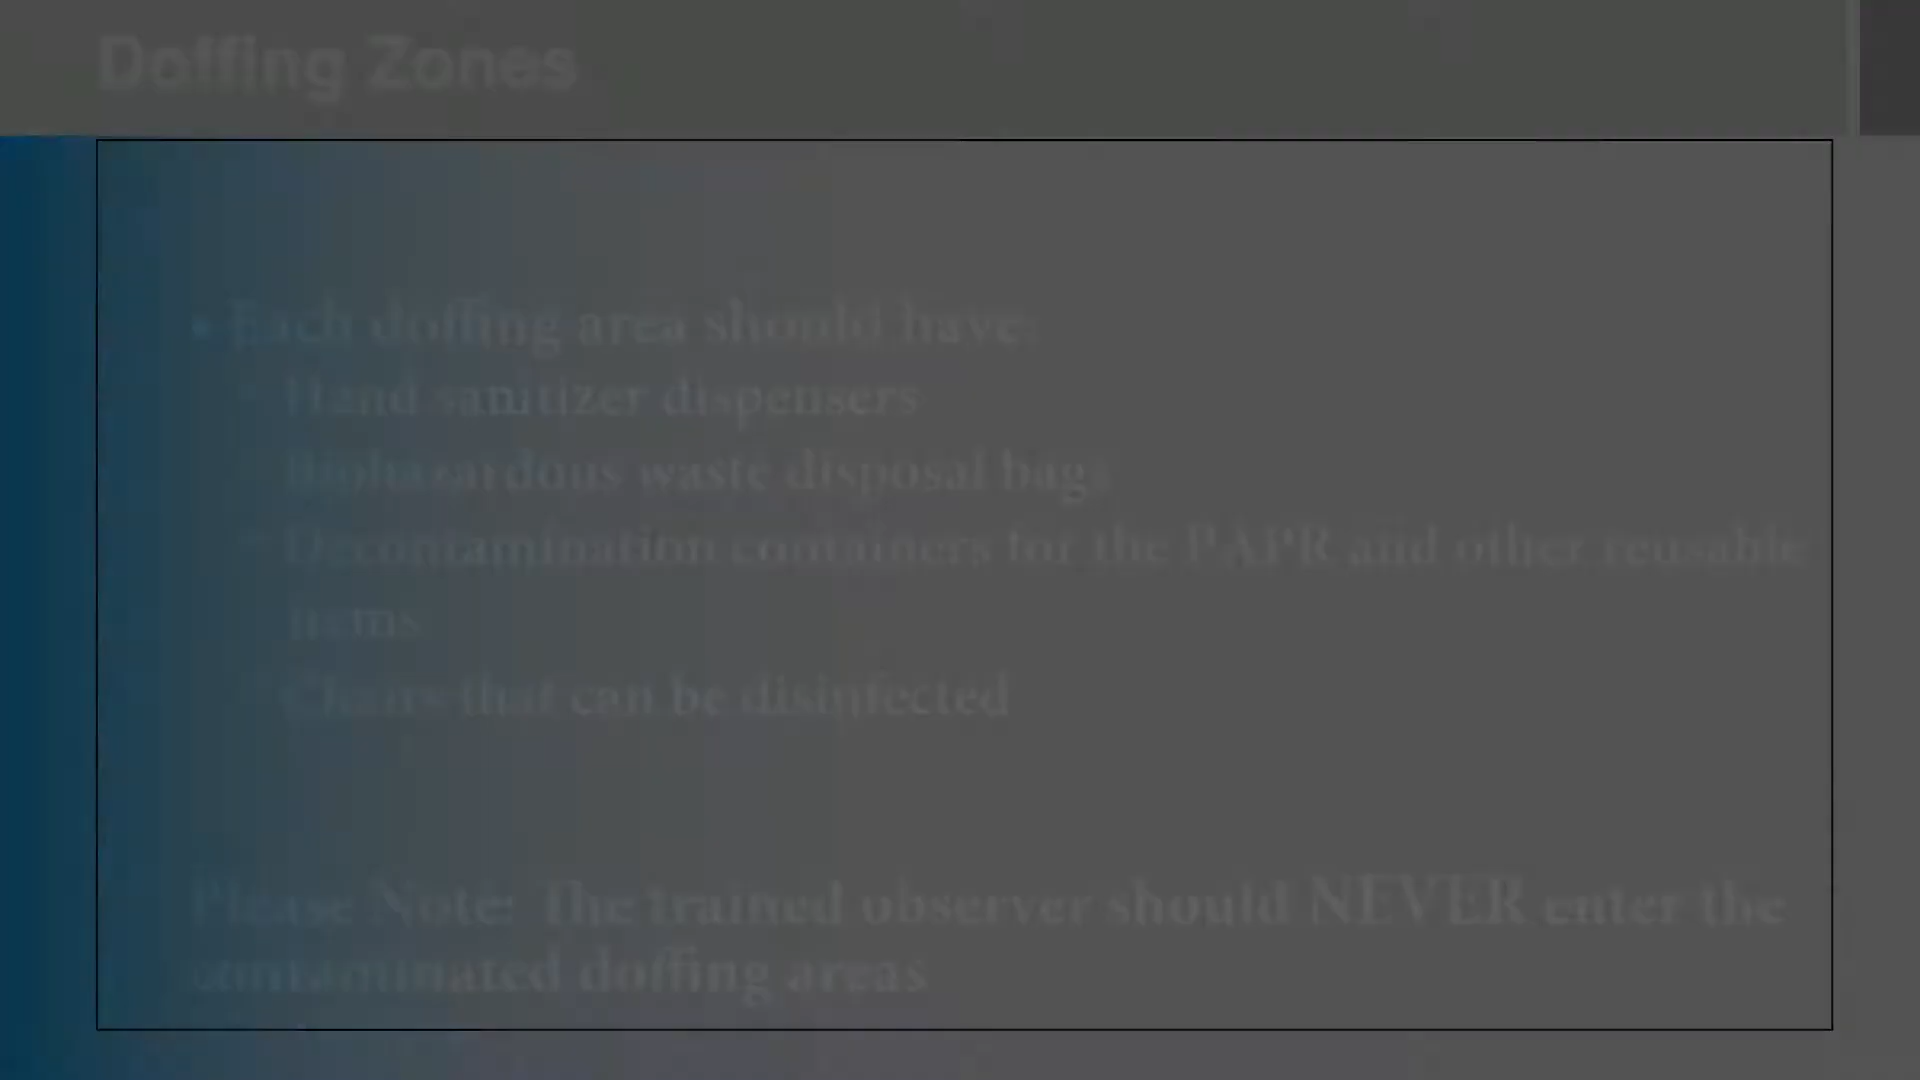 Doffing Zones
• Each doffing area should have:
Hand sanitizer dispensers
Biohazardous waste disposal bags
Decontamination containers for the PAPR and other reusable
items
Chairs that can be disinfected
Please Note: The trained observer should NEVER enter the
contaminated doffing areas